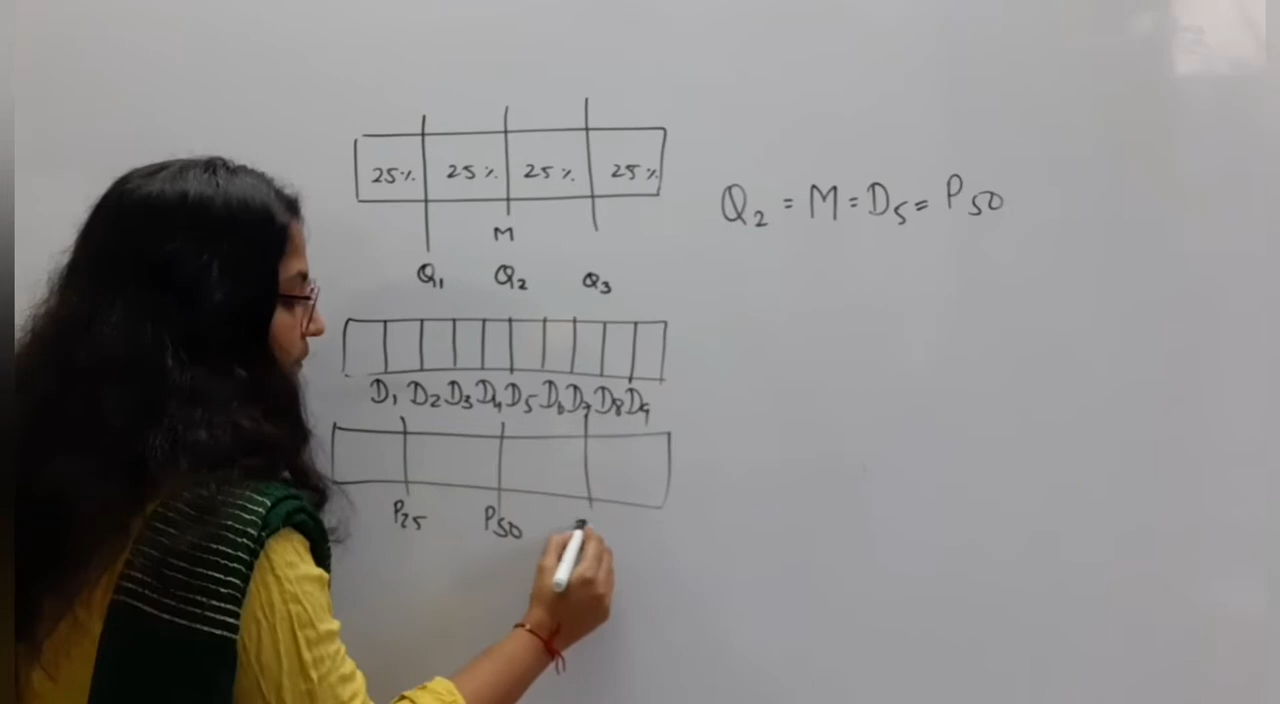 25% 25% 25% 25%
Q₂ = M = D₅ = P₅₀
M
Q₁ Q₂ Q₃
D₁ D₂ D₃ D₄ D₅ D₆ D₇ D₈ D₉
P₂₅ P₅₀